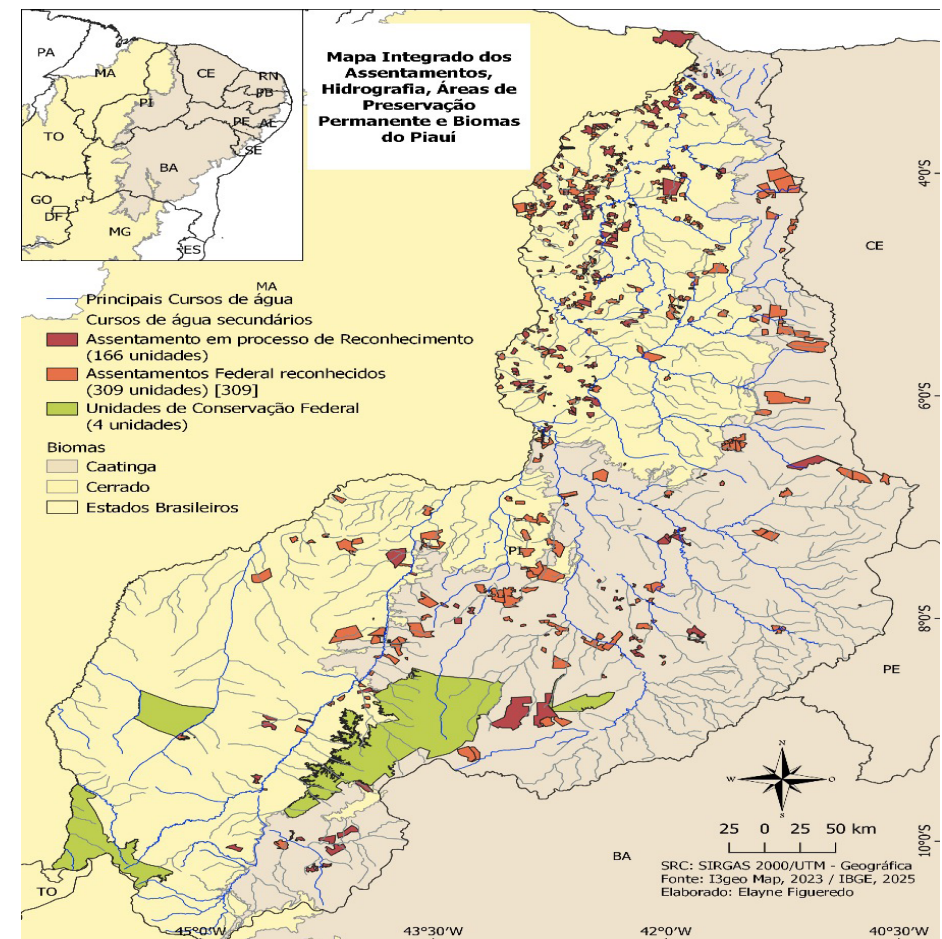 Mapa Integrado dos
Assentamentos,
Hidrografia, Áreas de
Preservação
Permanente e Biomas
do Piauí
PA
MA
CE
RN
PB
PI
PE
AL
SE
TO
BA
GO
DF
MG
ES
MA
Principais Cursos de água
Cursos de água secundários
Assentamento em processo de Reconhecimento
(166 unidades)
Assentamentos Federal reconhecidos
(309 unidades) [309]
Unidades de Conservação Federal
(4 unidades)
Biomas
Caatinga
Cerrado
Estados Brasileiros
4°0'S
CE
6°0'S
PI
8°0'S
PE
N
W
O
S
25 0 25 50 km
10°0'S
BA
SRC: SIRGAS 2000/UTM - Geográfica
Fonte: I3geo Map, 2023 / IBGE, 2025
Elaborado: Elayne Figueredo
TO
45°0'W
43°30'W
42°0'W
40°30'W